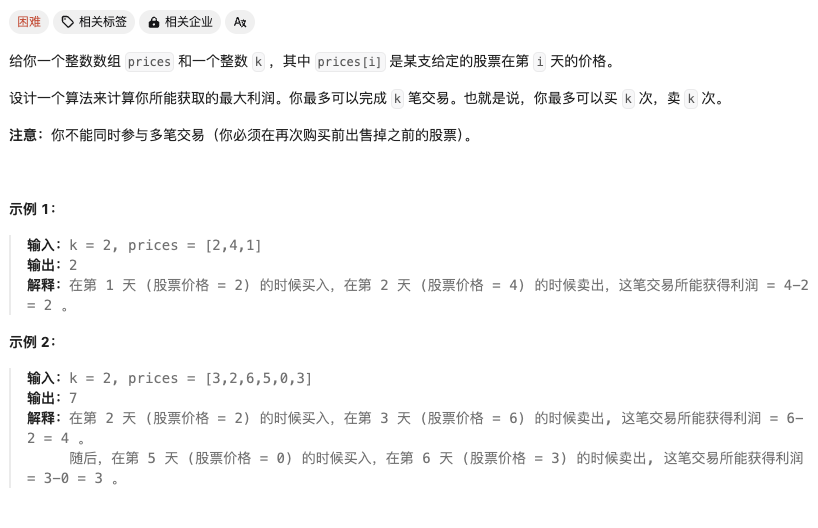 困难 相关标签 相关企业
给你一个整数数组 prices 和一个整数 k ，其中 prices[i] 是某支给定的股票在第 i 天的价格。
设计一个算法来计算你所能获取的最大利润。你最多可以完成 k 笔交易。也就是说，你最多可以买 k 次，卖 k 次。
注意：你不能同时参与多笔交易（你必须在再次购买前出售掉之前的股票）。
示例 1：
输入：k = 2, prices = [2,4,1]
输出：2
解释：在第 1 天 (股票价格 = 2) 的时候买入，在第 2 天 (股票价格 = 4) 的时候卖出，这笔交易所能获得利润 = 4-2
= 2 。
示例 2：
输入：k = 2, prices = [3,2,6,5,0,3]
输出：7
解释：在第 2 天 (股票价格 = 2) 的时候买入，在第 3 天 (股票价格 = 6) 的时候卖出, 这笔交易所能获得利润 = 6-
2 = 4 。
随后，在第 5 天 (股票价格 = 0) 的时候买入，在第 6 天 (股票价格 = 3) 的时候卖出, 这笔交易所能获得利润
= 3-0 = 3 。